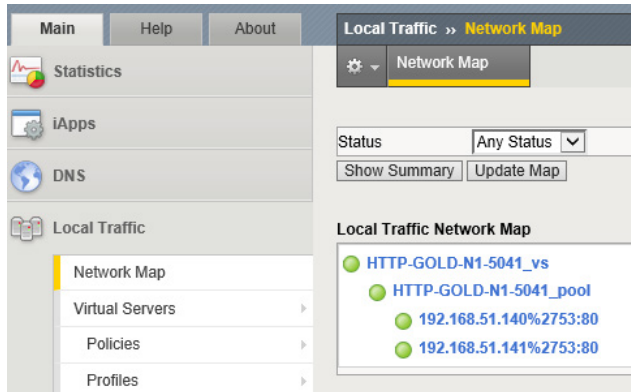 Main Help About
Statistics
iApps
DNS
Local Traffic
Network Map
Virtual Servers
Policies
Profiles
Local Traffic ›› Network Map
Network Map
Status Any Status
Show Summary Update Map
Local Traffic Network Map
HTTP-GOLD-N1-5041_vs
HTTP-GOLD-N1-5041_pool
192.168.51.140%2753:80
192.168.51.141%2753:80